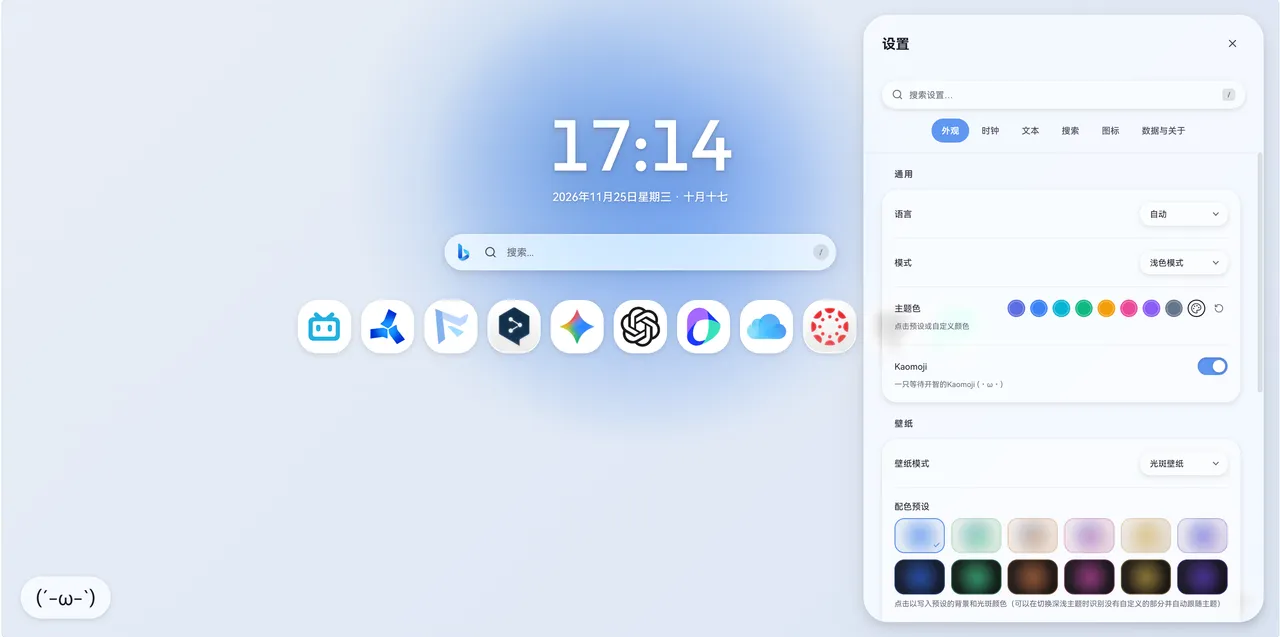 17:14
2026年11月25日星期三 · 十月十七
搜索...
/
(´-ω-`)
设置
搜索设置...
/
外观
时钟
文本
搜索
图标
数据与关于
通用
语言
自动
模式
浅色模式
主题色
点击预设或自定义颜色
Kaomoji
一只等待开智的Kaomoji (・ω・)
壁纸
壁纸模式
光斑壁纸
配色预设
点击以写入预设的背景和光斑颜色（可以在切换深浅主题时识别没有自定义的部分并自动跟随主题）